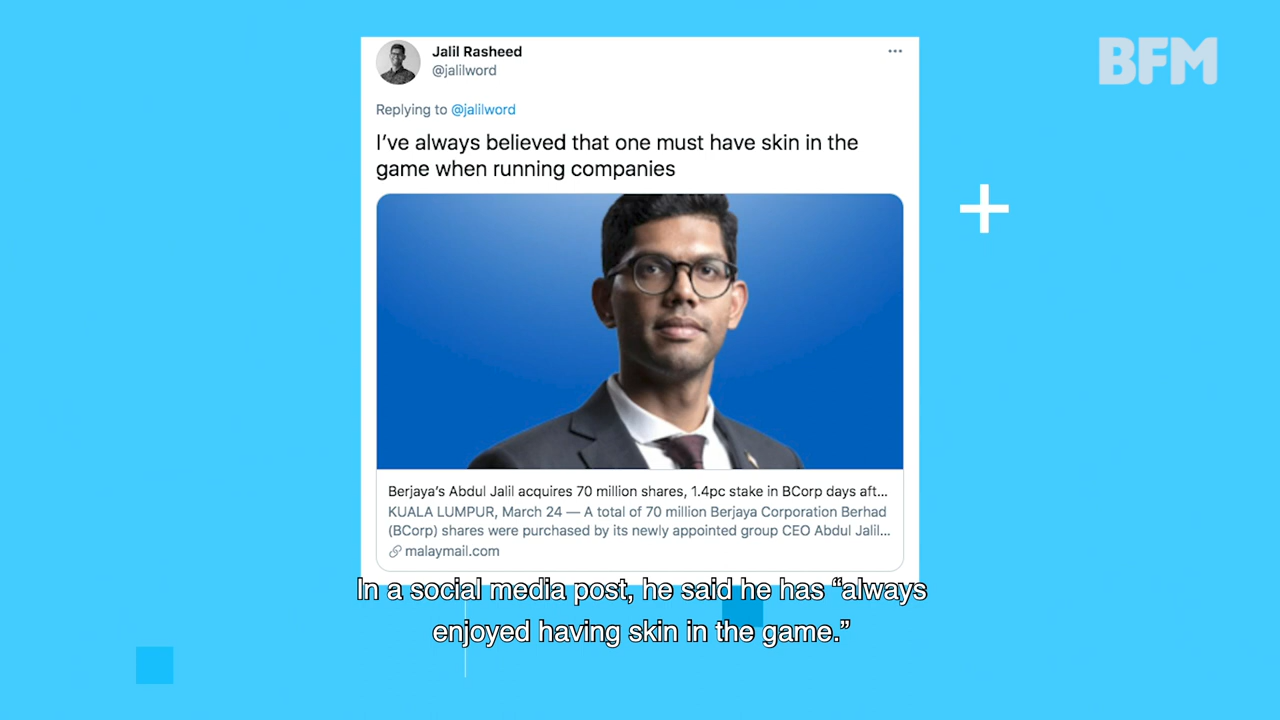 BFM
Jalil Rasheed
@jalilword
Replying to @jalilword
I’ve always believed that one must have skin in the
game when running companies
Berjaya’s Abdul Jalil acquires 70 million shares, 1.4pc stake in BCorp days aft...
KUALA LUMPUR, March 24 — A total of 70 million Berjaya Corporation Berhad
(BCorp) shares were purchased by its newly appointed group CEO Abdul Jalil...
malaymail.com
In a social media post, he said he has “always
enjoyed having skin in the game.”